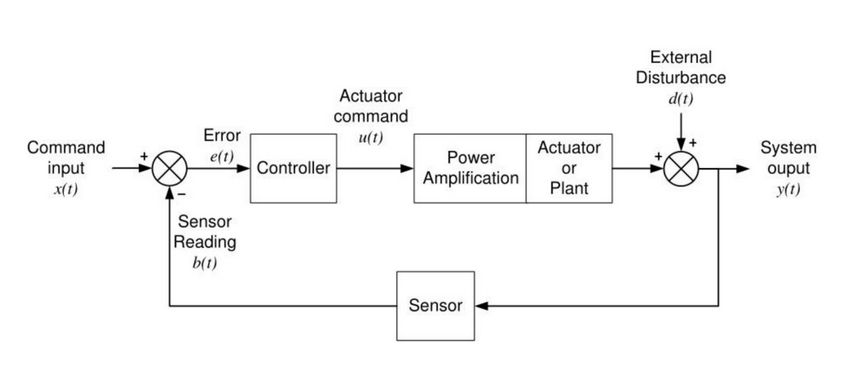 External
Disturbance
d(t)
Actuator
command
u(t)
Command
input
x(t)
+
Error
e(t)
Controller
Power
Amplification
Actuator
or
Plant
+
+
System
ouput
y(t)
−
Sensor
Reading
b(t)
Sensor